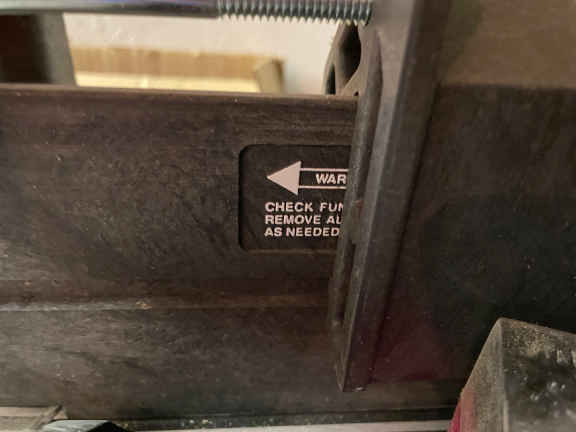 WAR
CHECK FUN
REMOVE AL
AS NEEDED